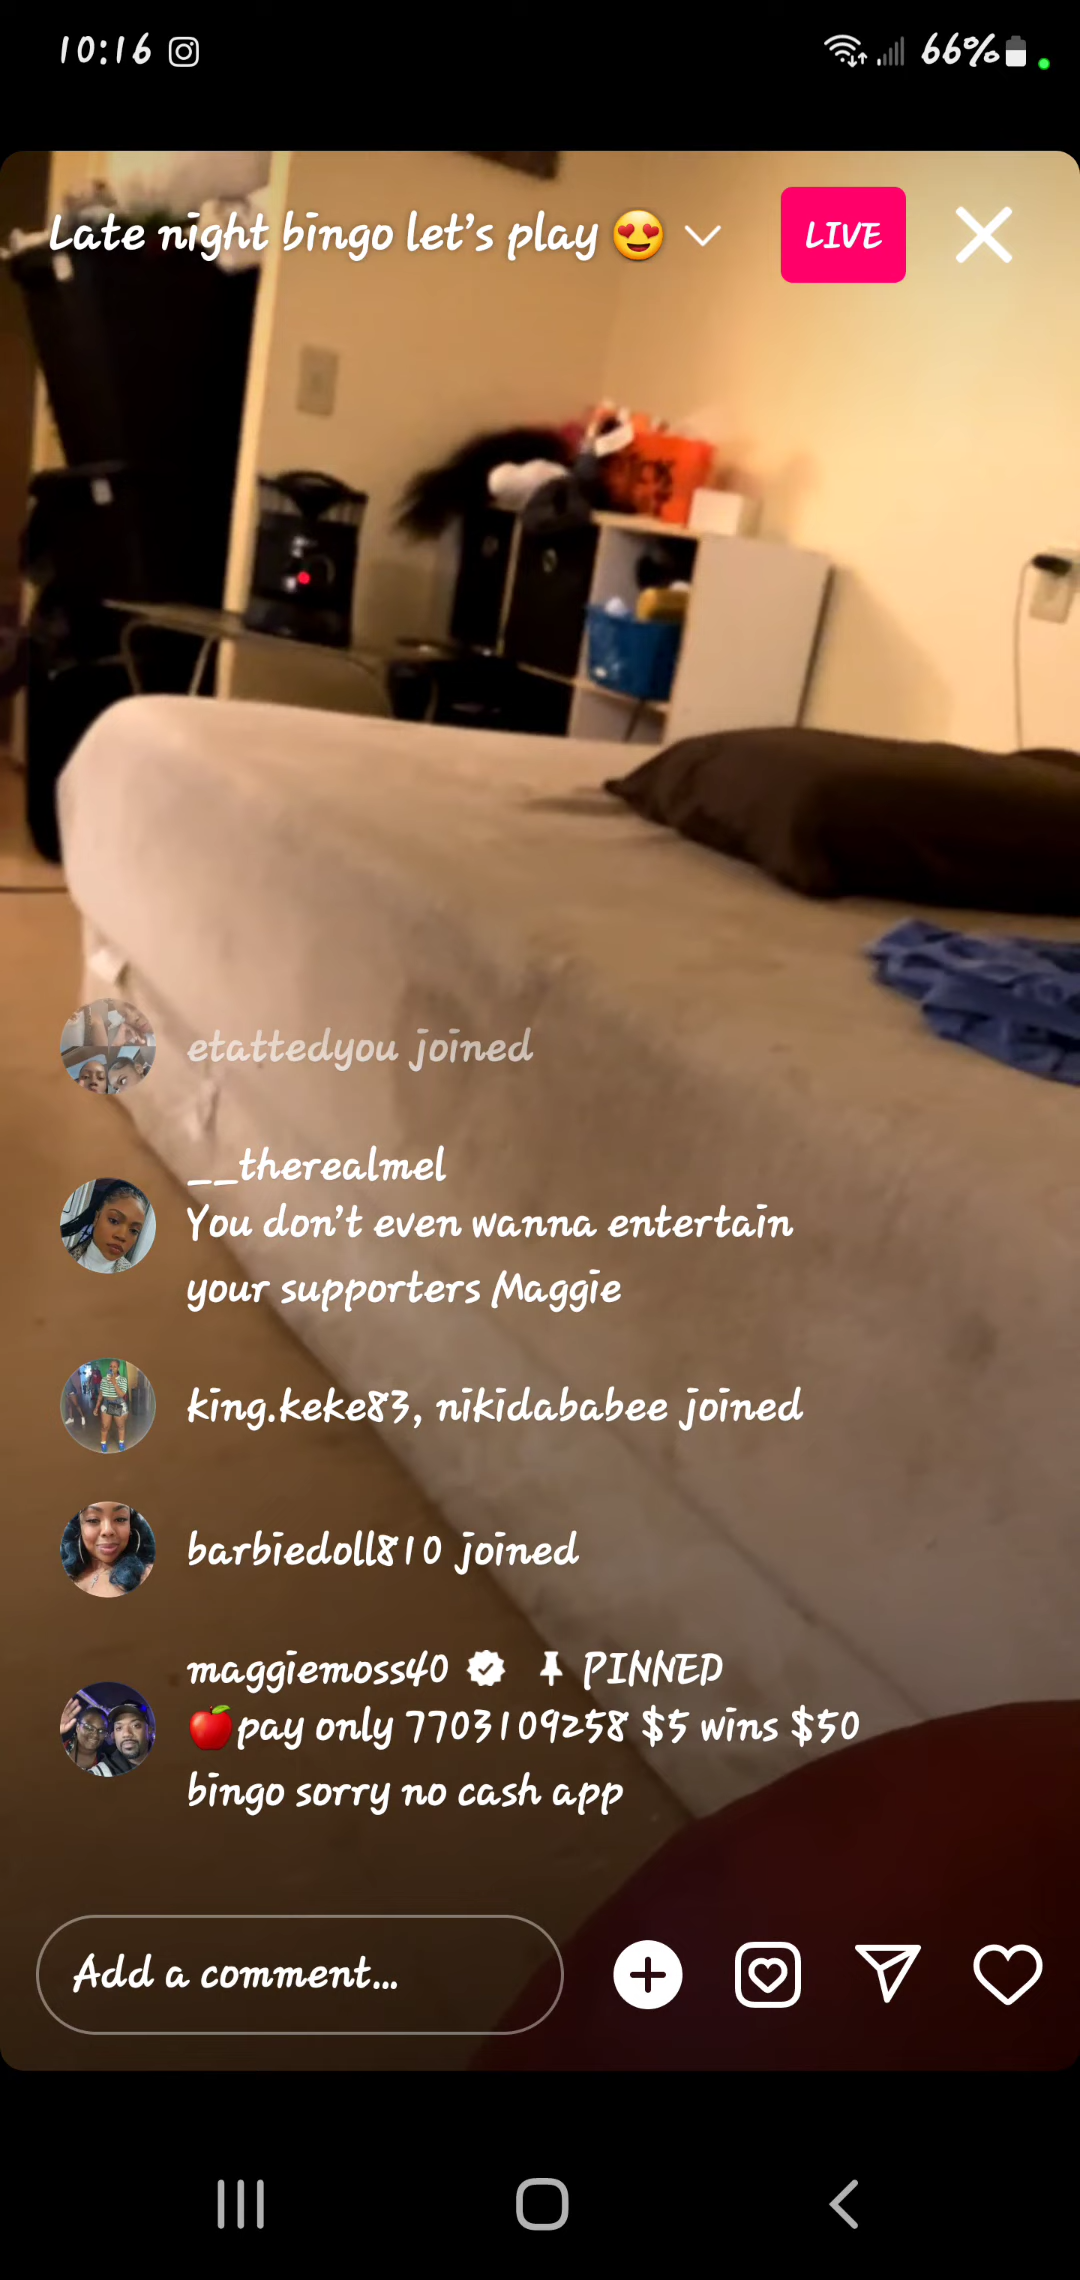 10:16 66%
Late night bingo let's play 😍 LIVE
etattedyou joined
__therealmel
You don't even wanna entertain
your supporters Maggie
king.keke83, nikidababee joined
barbiedoll810 joined
maggiemoss40 PINNED
🍎pay only 7703109258 $5 wins $50
bingo sorry no cash app
Add a comment...